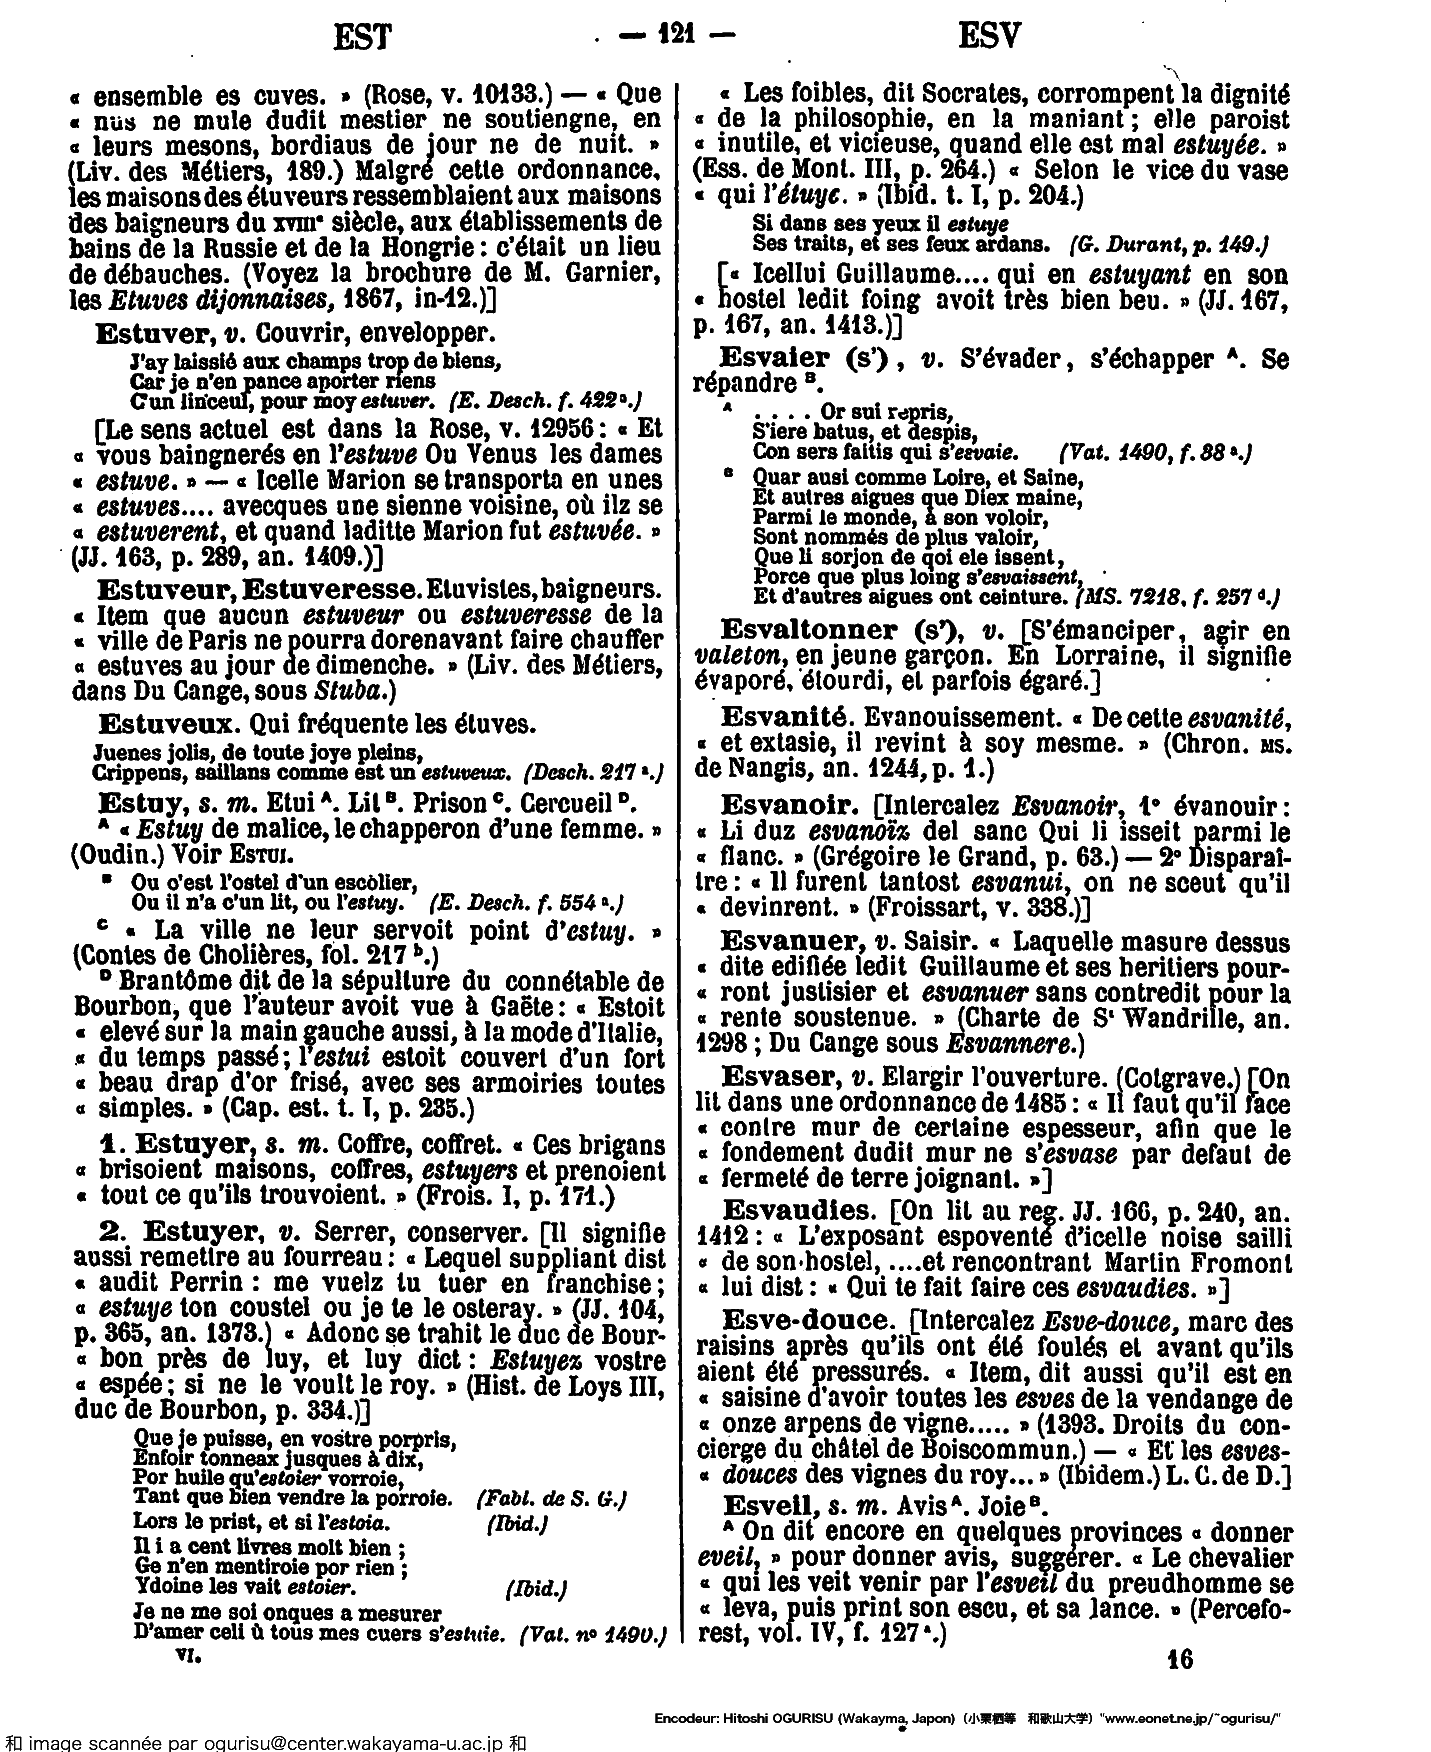 EST — 121 — ESV
« ensemble es cuves. » (Rose, v. 10133.) — « Que
« nus ne mule dudit mestier ne soutiengne, en
« leurs mesons, bordiaus de jour ne de nuit. »
(Liv. des Métiers, 189.) Malgré cette ordonnance,
les maisons des étuveurs ressemblaient aux maisons
des baigneurs du XVIIIe siècle, aux établissements de
bains de la Russie et de la Hongrie : c'était un lieu
de débauches. (Voyez la brochure de M. Garnier,
les Etuves dijonnaises, 1867, in-12.)]
Estuver, v. Couvrir, envelopper.
J'ay laissié aux champs trop de biens,
Car je n'en pance aporter riens
C'un linceul, pour moy estuver. (E. Desch. f. 422 a.)
[Le sens actuel est dans la Rose, v. 12956 : « Et
« vous baingnerés en l'estuve Ou Venus les dames
« estuve. » — « Icelle Marion se transporta en unes
« estuves.... avecques une sienne voisine, où ilz se
« estuverent, et quand laditte Marion fut estuvée. »
(JJ. 163, p. 289, an. 1409.)]
Estuveur, Estuveresse. Etuvistes, baigneurs.
« Item que aucun estuveur ou estuveresse de la
« ville de Paris ne pourra dorenavant faire chauffer
« estuves au jour de dimenche. » (Liv. des Métiers,
dans Du Cange, sous Stuba.)
Estuveux. Qui fréquente les étuves.
Juenes jolis, de toute joye pleins,
Crippens, saillans comme est un estuveux. (Desch. 217 a.)
Estuy, s. m. Etui A. Lit B. Prison C. Cercueil D.
A « Estuy de malice, le chapperon d'une femme. »
(Oudin.) Voir ESTUI.
B Ou c'est l'ostel d'un escolier,
Ou il n'a c'un lit, ou l'estuy. (E. Desch. f. 554 a.)
C « La ville ne leur servoit point d'estuy. »
(Contes de Cholières, fol. 217 b.)
D Brantôme dit de la sépulture du connétable de
Bourbon, que l'auteur avoit vue à Gaëte : « Estoit
« elevé sur la main gauche aussi, à la mode d'Italie,
« du temps passé ; l'estui estoit couvert d'un fort
« beau drap d'or frisé, avec ses armoiries toutes
« simples. » (Cap. est. t. I, p. 235.)
1. Estuyer, s. m. Coffre, coffret. « Ces brigans
« brisoient maisons, coffres, estuyers et prenoient
« tout ce qu'ils trouvoient. » (Frois. I, p. 171.)
2. Estuyer, v. Serrer, conserver. [Il signifie
aussi remettre au fourreau : « Lequel suppliant dist
« audit Perrin : me vuelz tu tuer en franchise ;
« estuye ton coustel ou je te le osteray. » (JJ. 104,
p. 365, an. 1373.) « Adonc se trahit le duc de Bour-
« bon près de luy, et luy dict : Estuyez vostre
« espée ; si ne le voult le roy. » (Hist. de Loys III,
duc de Bourbon, p. 334.)]
Que je puisse, en vostre porpris,
Enfoir tonneax jusques à dix,
Por huile qu'estoier vorroie,
Tant que bien vendre la porroie. (Fabl. de S. G.)
Lors le prist, et si l'estoia. (Ibid.)
Il i a cent livres molt bien ;
Ge n'en mentiroie por rien ;
Ydoine les vait estoier. (Ibid.)
Je ne me soi onques a mesurer
D'amer celi ù tous mes cuers s'estuie. (Vat. no 1490.)
VI.
« Les foibles, dit Socrates, corrompent la dignité
« de la philosophie, en la maniant ; elle paroist
« inutile, et vicieuse, quand elle est mal estuyée. »
(Ess. de Mont. III, p. 264.) « Selon le vice du vase
« qui l'étuye. » (Ibid. t. I, p. 204.)
Si dans ses yeux il estuye
Ses traits, et ses feux ardans. (G. Durant, p. 149.)
[« Icellui Guillaume.... qui en estuyant en son
« hostel ledit foing avoit très bien beu. » (JJ. 167,
p. 167, an. 1413.)]
Esvaier (s'), v. S'évader, s'échapper A. Se
répandre B.
A . . . . Or sui repris,
S'iere batus, et despis,
Con sers faitis qui s'esvaie. (Vat. 1490, f. 88 a.)
B Quar ausi comme Loire, et Saine,
Et autres aigues que Diex maine,
Parmi le monde, à son voloir,
Sont nommés de plus valoir,
Que li sorjon de qoi ele issent,
Porce que plus loing s'esvaissent,
Et d'autres aigues ont ceinture. (MS. 7218, f. 257 d.)
Esvaltonner (s'), v. [S'émanciper, agir en
valeton, en jeune garçon. En Lorraine, il signifie
évaporé, étourdi, et parfois égaré.]
Esvanité. Evanouissement. « De cette esvanité,
« et extasie, il revint à soy mesme. » (Chron. MS.
de Nangis, an. 1244, p. 1.)
Esvanoir. [Intercalez Esvanoir, 1° évanouir :
« Li duz esvanoïz del sanc Qui li isseit parmi le
« flanc. » (Grégoire le Grand, p. 63.) — 2° Disparaî-
tre : « Il furent tantost esvanui, on ne sceut qu'il
« devinrent. » (Froissart, v. 338.)]
Esvanuer, v. Saisir. « Laquelle masure dessus
« dite edifiée ledit Guillaume et ses heritiers pour-
« ront justisier et esvanuer sans contredit pour la
« rente soustenue. » (Charte de St Wandrille, an.
1298 ; Du Cange sous Esvannere.)
Esvaser, v. Elargir l'ouverture. (Cotgrave.) [On
lit dans une ordonnance de 1485 : « Il faut qu'il face
« contre mur de certaine espesseur, afin que le
« fondement dudit mur ne s'esvase par defaut de
« fermeté de terre joignant. »]
Esvaudies. [On lit au reg. JJ. 166, p. 240, an.
1412 : « L'exposant espoventé d'icelle noise sailli
« de son hostel, ....et rencontrant Martin Fromont
« lui dist : « Qui te fait faire ces esvaudies. »]
Esve-douce. [Intercalez Esve-douce, marc des
raisins après qu'ils ont été foulés et avant qu'ils
aient été pressurés. « Item, dit aussi qu'il est en
« saisine d'avoir toutes les esves de la vendange de
« onze arpens de vigne..... » (1393. Droits du con-
cierge du châtel de Boiscommun.) — « Et les esves-
« douces des vignes du roy... » (Ibidem.) L. C. de D.]
Esveil, s. m. Avis A. Joie B.
A On dit encore en quelques provinces « donner
eveil, » pour donner avis, suggérer. « Le chevalier
« qui les veit venir par l'esveil du preudhomme se
« leva, puis print son escu, et sa lance. » (Percefo-
rest, vol. IV, f. 127 a.)
16
Encodeur: Hitoshi OGURISU (Wakayma, Japon) (小栗栖等 和歌山大学) "www.eonet.ne.jp/~ogurisu/"
和 image scannée par ogurisu@center.wakayama-u.ac.jp 和